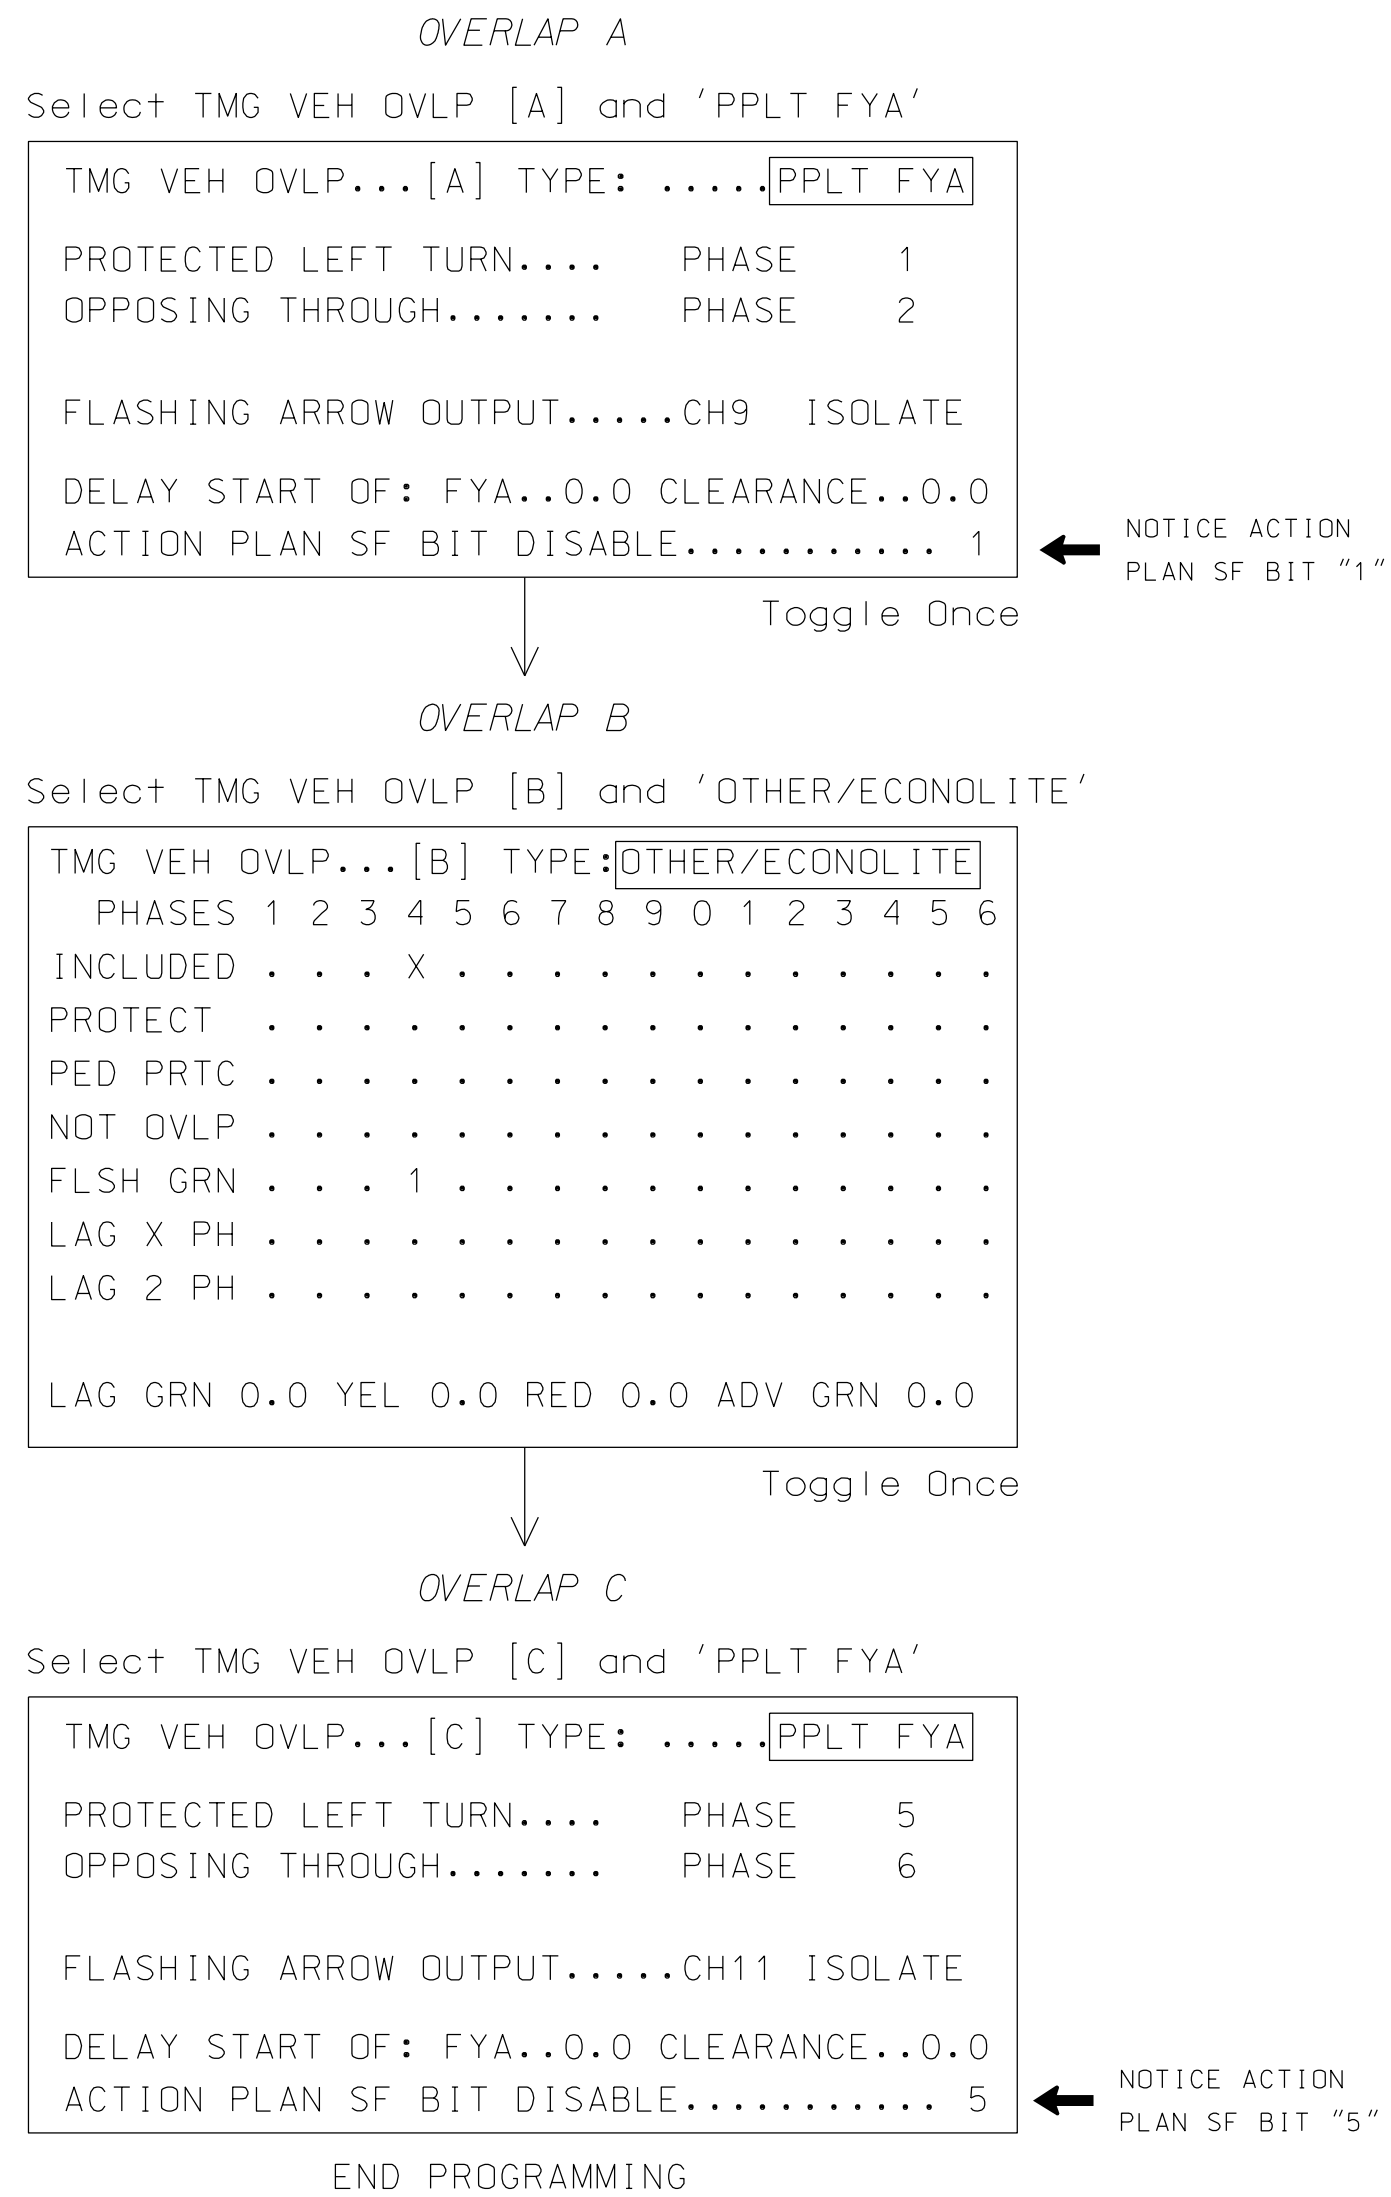 OVERLAP A
Select TMG VEH OVLP [A] and 'PPLT FYA'
TMG VEH OVLP...[A] TYPE: .....PPLT FYA
PROTECTED LEFT TURN.... PHASE 1
OPPOSING THROUGH....... PHASE 2
FLASHING ARROW OUTPUT.....CH9 ISOLATE
DELAY START OF: FYA..0.0 CLEARANCE..0.0
ACTION PLAN SF BIT DISABLE........... 1
NOTICE ACTION
PLAN SF BIT "1"
Toggle Once
OVERLAP B
Select TMG VEH OVLP [B] and 'OTHER/ECONOLITE'
TMG VEH OVLP...[B] TYPE:OTHER/ECONOLITE
PHASES 1 2 3 4 5 6 7 8 9 0 1 2 3 4 5 6
INCLUDED . . . X . . . . . . . . . . . .
PROTECT . . . . . . . . . . . . . . . .
PED PRTC . . . . . . . . . . . . . . . .
NOT OVLP . . . . . . . . . . . . . . . .
FLSH GRN . . . 1 . . . . . . . . . . . .
LAG X PH . . . . . . . . . . . . . . . .
LAG 2 PH . . . . . . . . . . . . . . . .
LAG GRN 0.0 YEL 0.0 RED 0.0 ADV GRN 0.0
Toggle Once
OVERLAP C
Select TMG VEH OVLP [C] and 'PPLT FYA'
TMG VEH OVLP...[C] TYPE: .....PPLT FYA
PROTECTED LEFT TURN.... PHASE 5
OPPOSING THROUGH....... PHASE 6
FLASHING ARROW OUTPUT.....CH11 ISOLATE
DELAY START OF: FYA..0.0 CLEARANCE..0.0
ACTION PLAN SF BIT DISABLE........... 5
NOTICE ACTION
PLAN SF BIT "5"
END PROGRAMMING